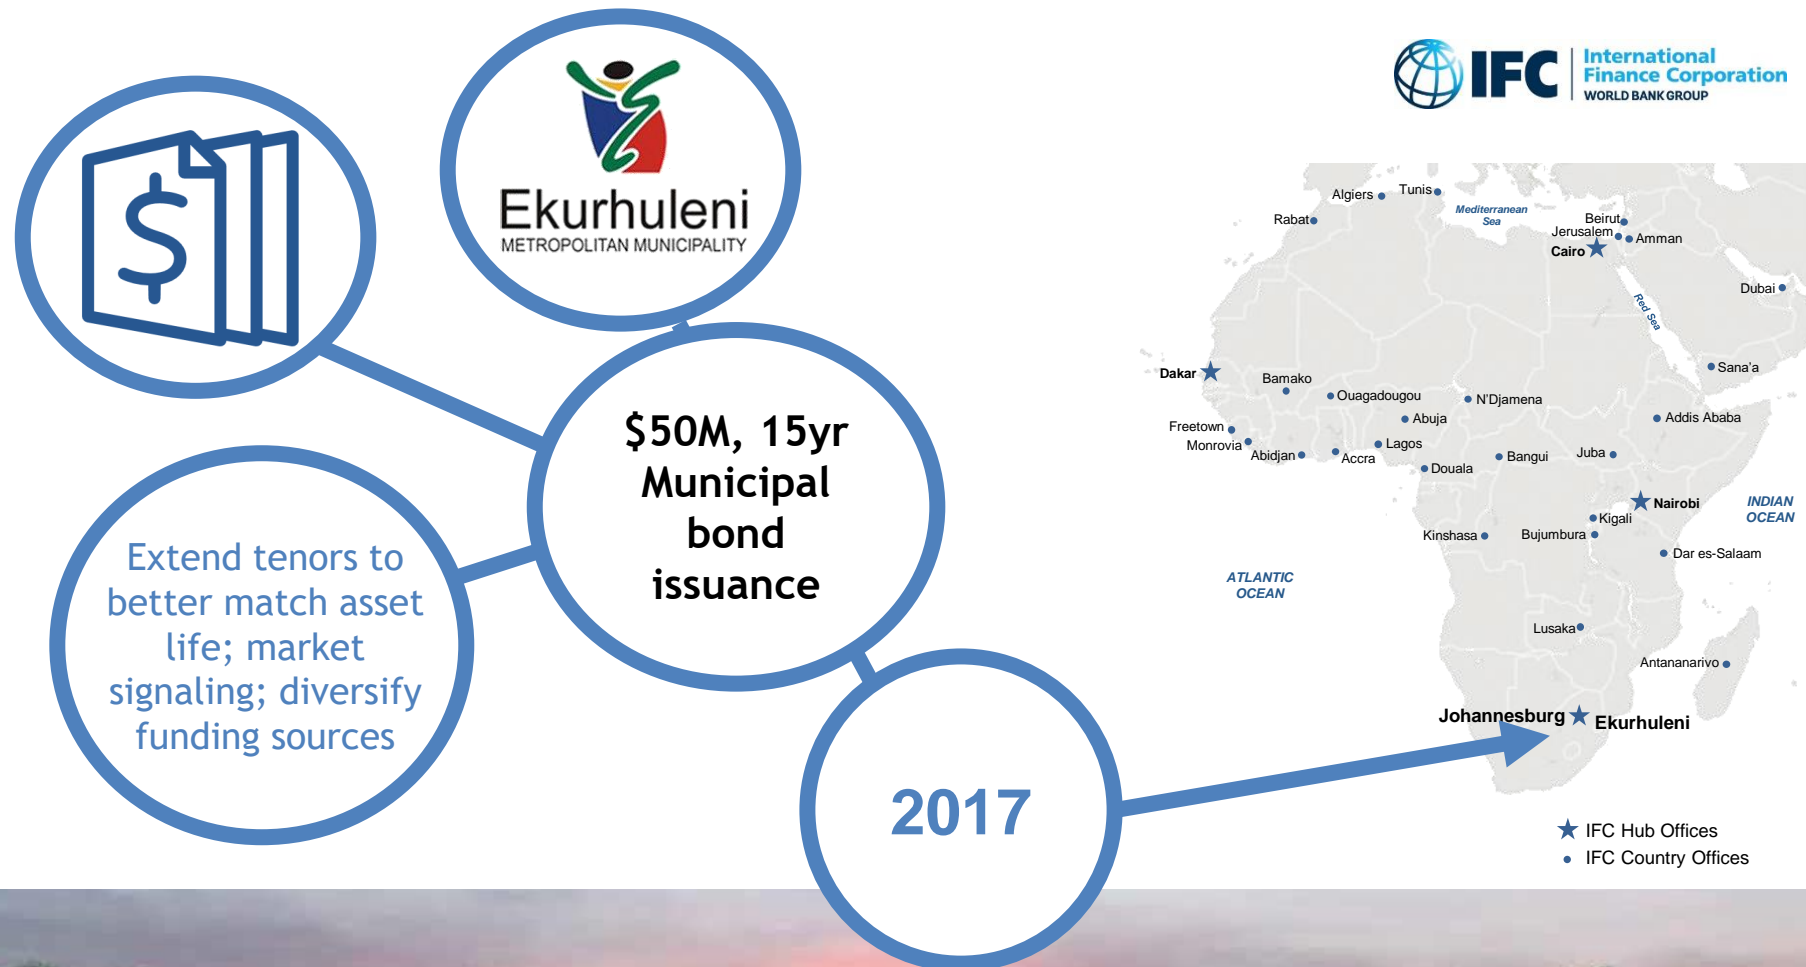 IFC
International
Finance Corporation
WORLD BANK GROUP
$
Ekurhuleni
METROPOLITAN MUNICIPALITY
$50M, 15yr
Municipal
bond
issuance
Extend tenors to
better match asset
life; market
signaling; diversify
funding sources
2017
Algiers
Tunis
Rabat
Mediterranean
Sea
Beirut
Jerusalem
Amman
Cairo
Dubai
Red Sea
Sana'a
Dakar
Bamako
Ouagadougou
N'Djamena
Abuja
Addis Ababa
Freetown
Monrovia
Abidjan
Accra
Lagos
Douala
Bangui
Juba
Nairobi
INDIAN
OCEAN
Kigali
Kinshasa
Bujumbura
Dar es-Salaam
ATLANTIC
OCEAN
Lusaka
Antananarivo
Johannesburg
Ekurhuleni
IFC Hub Offices
IFC Country Offices